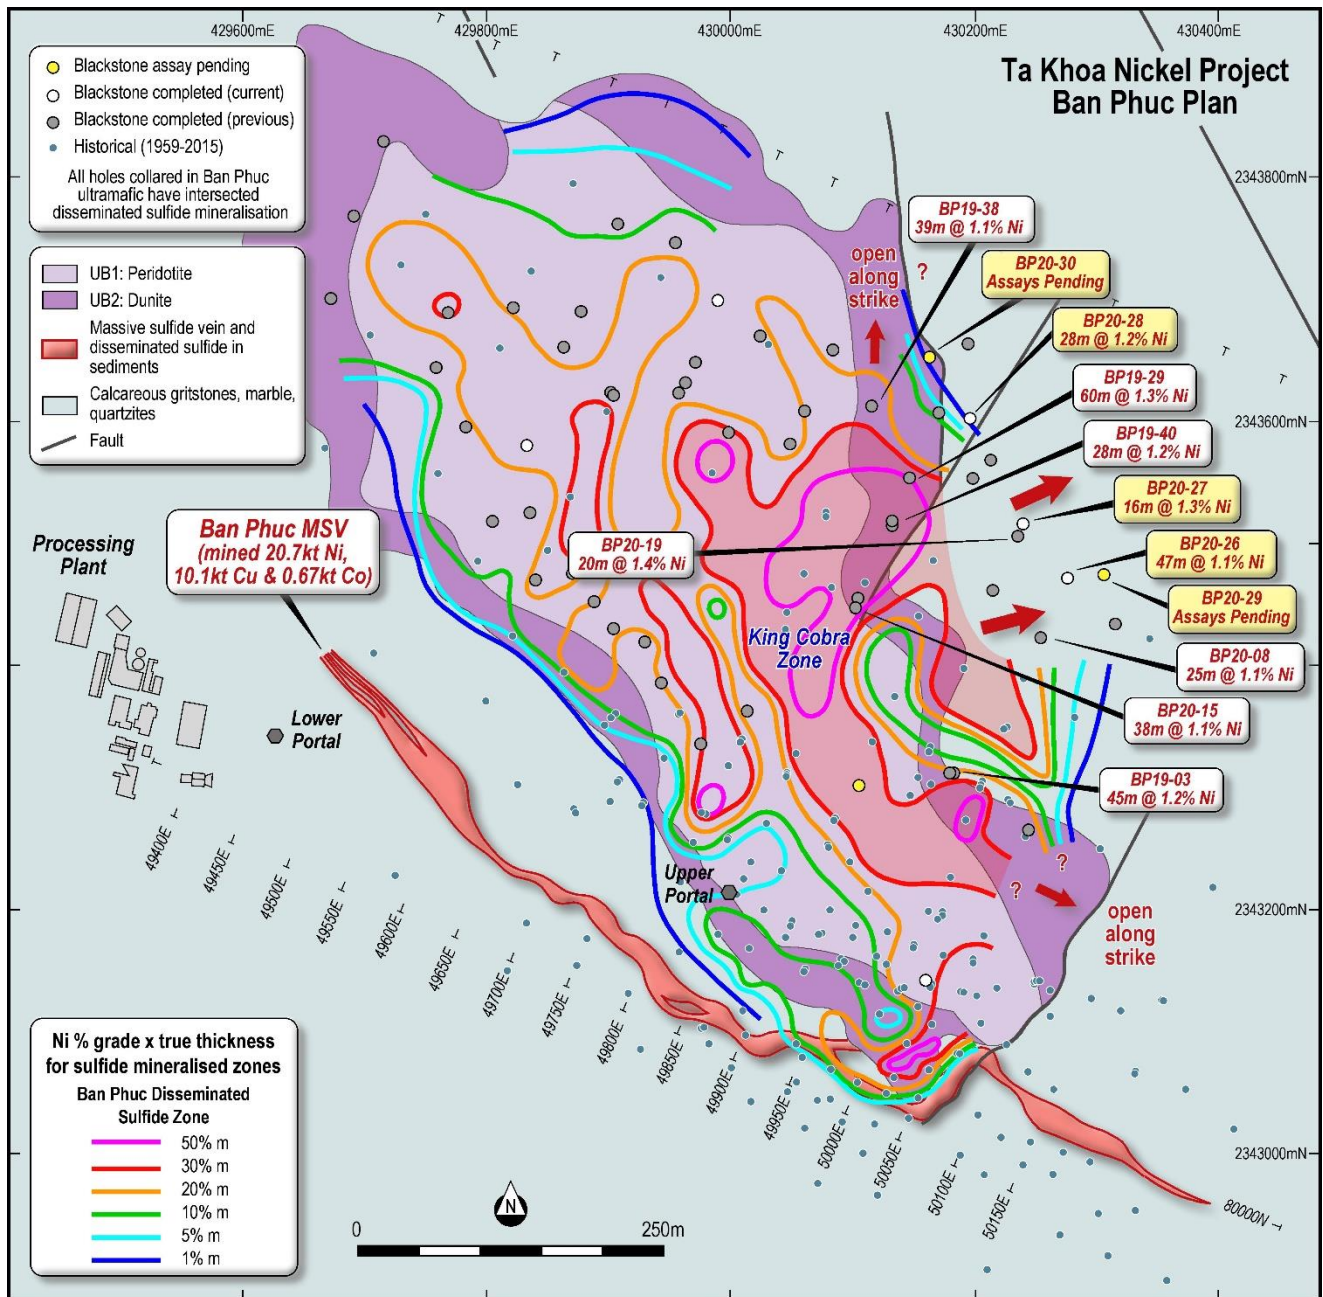 429600mE
429800mE
430000mE
430200mE
430400mE
Ta Khoa Nickel Project
Ban Phuc Plan
Blackstone assay pending
Blackstone completed (current)
Blackstone completed (previous)
Historical (1959-2015)
All holes collared in Ban Phuc
ultramafic have intersected
disseminated sulfide mineralisation
UB1: Peridotite
UB2: Dunite
Massive sulfide vein and
disseminated sulfide in
sediments
Calcareous gritstones, marble,
quartzites
Fault
2343800mN
2343600mN
2343200mN
2343000mN
BP19-38
39m @ 1.1% Ni
open
along
strike
?
BP20-30
Assays Pending
BP20-28
28m @ 1.2% Ni
BP19-29
60m @ 1.3% Ni
BP19-40
28m @ 1.2% Ni
BP20-27
16m @ 1.3% Ni
BP20-26
47m @ 1.1% Ni
BP20-29
Assays Pending
BP20-08
25m @ 1.1% Ni
BP20-15
38m @ 1.1% Ni
BP19-03
45m @ 1.2% Ni
BP20-19
20m @ 1.4% Ni
King Cobra
Zone
Ban Phuc MSV
(mined 20.7kt Ni,
10.1kt Cu & 0.67kt Co)
Processing
Plant
Lower
Portal
Upper
Portal
?
?
open
along
strike
49400E
49450E
49500E
49550E
49600E
49650E
49700E
49750E
49800E
49850E
49900E
49950E
50000E
50050E
50100E
50150E
80000N
Ni % grade x true thickness
for sulfide mineralised zones
Ban Phuc Disseminated
Sulfide Zone
50% m
30% m
20% m
10% m
5% m
1% m
N
0
250m